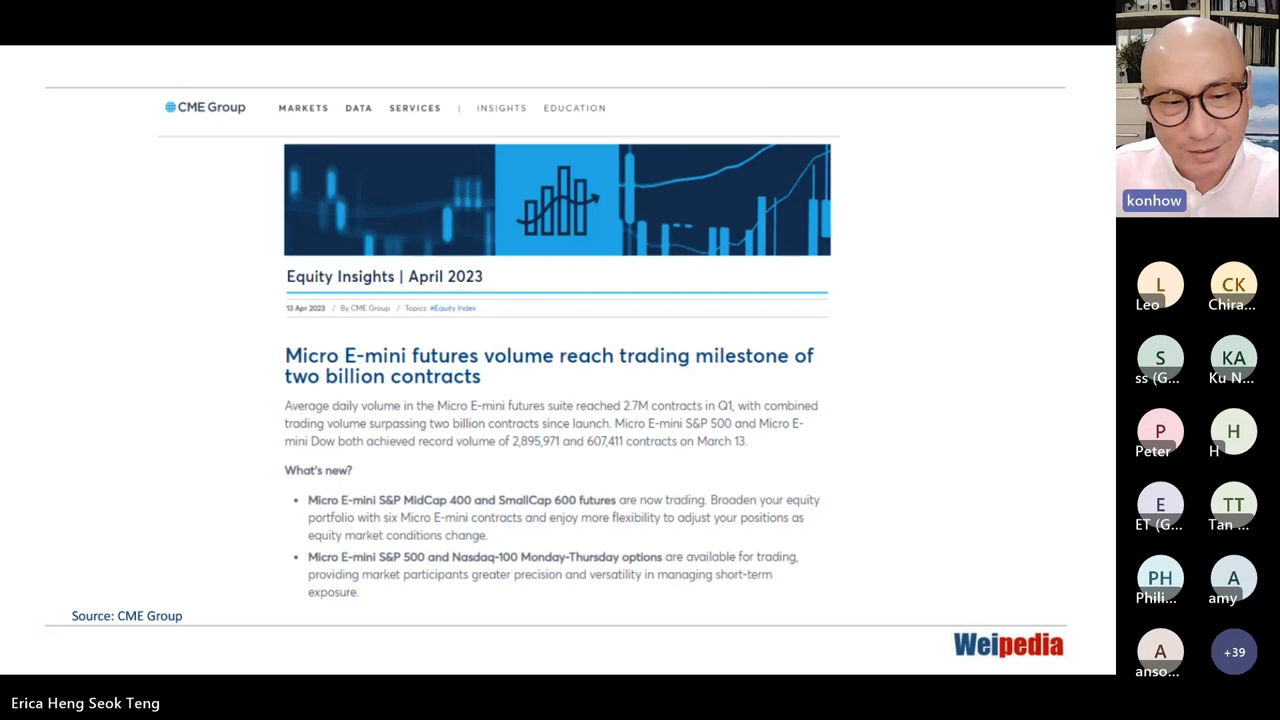 CME Group MARKETS DATA SERVICES | INSIGHTS EDUCATION
Equity Insights | April 2023
13 Apr 2023 / By CME Group / Topics: #Equity Index
Micro E-mini futures volume reach trading milestone of
two billion contracts
Average daily volume in the Micro E-mini futures suite reached 2.7M contracts in Q1, with combined
trading volume surpassing two billion contracts since launch. Micro E-mini S&P 500 and Micro E-
mini Dow both achieved record volume of 2,895,971 and 607,411 contracts on March 13.
What's new?
• Micro E-mini S&P MidCap 400 and SmallCap 600 futures are now trading. Broaden your equity
portfolio with six Micro E-mini contracts and enjoy more flexibility to adjust your positions as
equity market conditions change.
• Micro E-mini S&P 500 and Nasdaq-100 Monday-Thursday options are available for trading,
providing market participants greater precision and versatility in managing short-term
exposure.
Source: CME Group
Weipedia
Erica Heng Seok Teng
konhow
L CK
Leo Chira...
S KA
ss (G... Ku N...
P H
Peter H
E TT
ET (G... Tan ...
PH A
Phili... amy
A +39
anso...